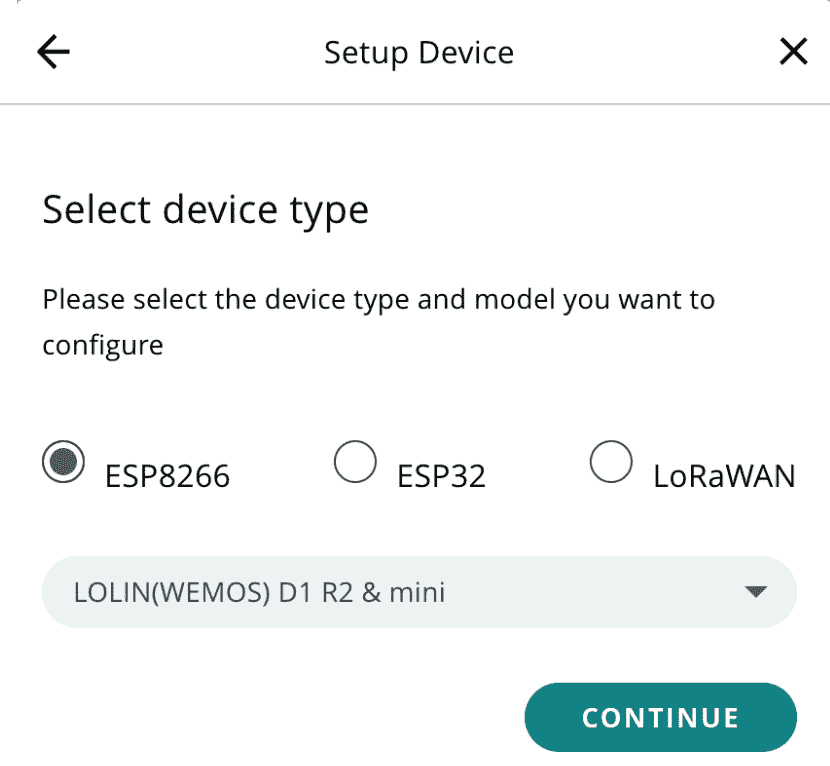 Setup Device
Select device type
Please select the device type and model you want to
configure
ESP8266 ESP32 LoRaWAN
LOLIN(WEMOS) D1 R2 & mini
CONTINUE